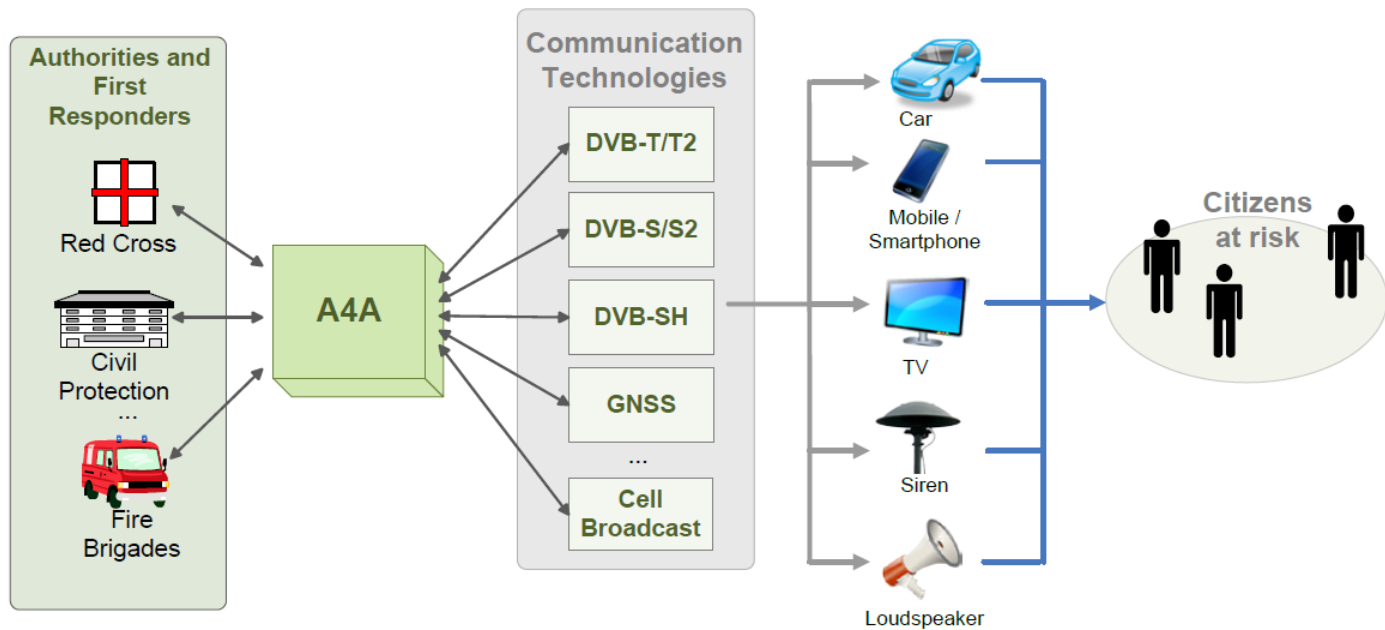 Authorities and
First
Responders
Red Cross
Civil
Protection
...
Fire
Brigades
A4A
Communication
Technologies
DVB-T/T2
DVB-S/S2
DVB-SH
GNSS
...
Cell
Broadcast
Car
Mobile /
Smartphone
TV
Siren
Loudspeaker
Citizens
at risk